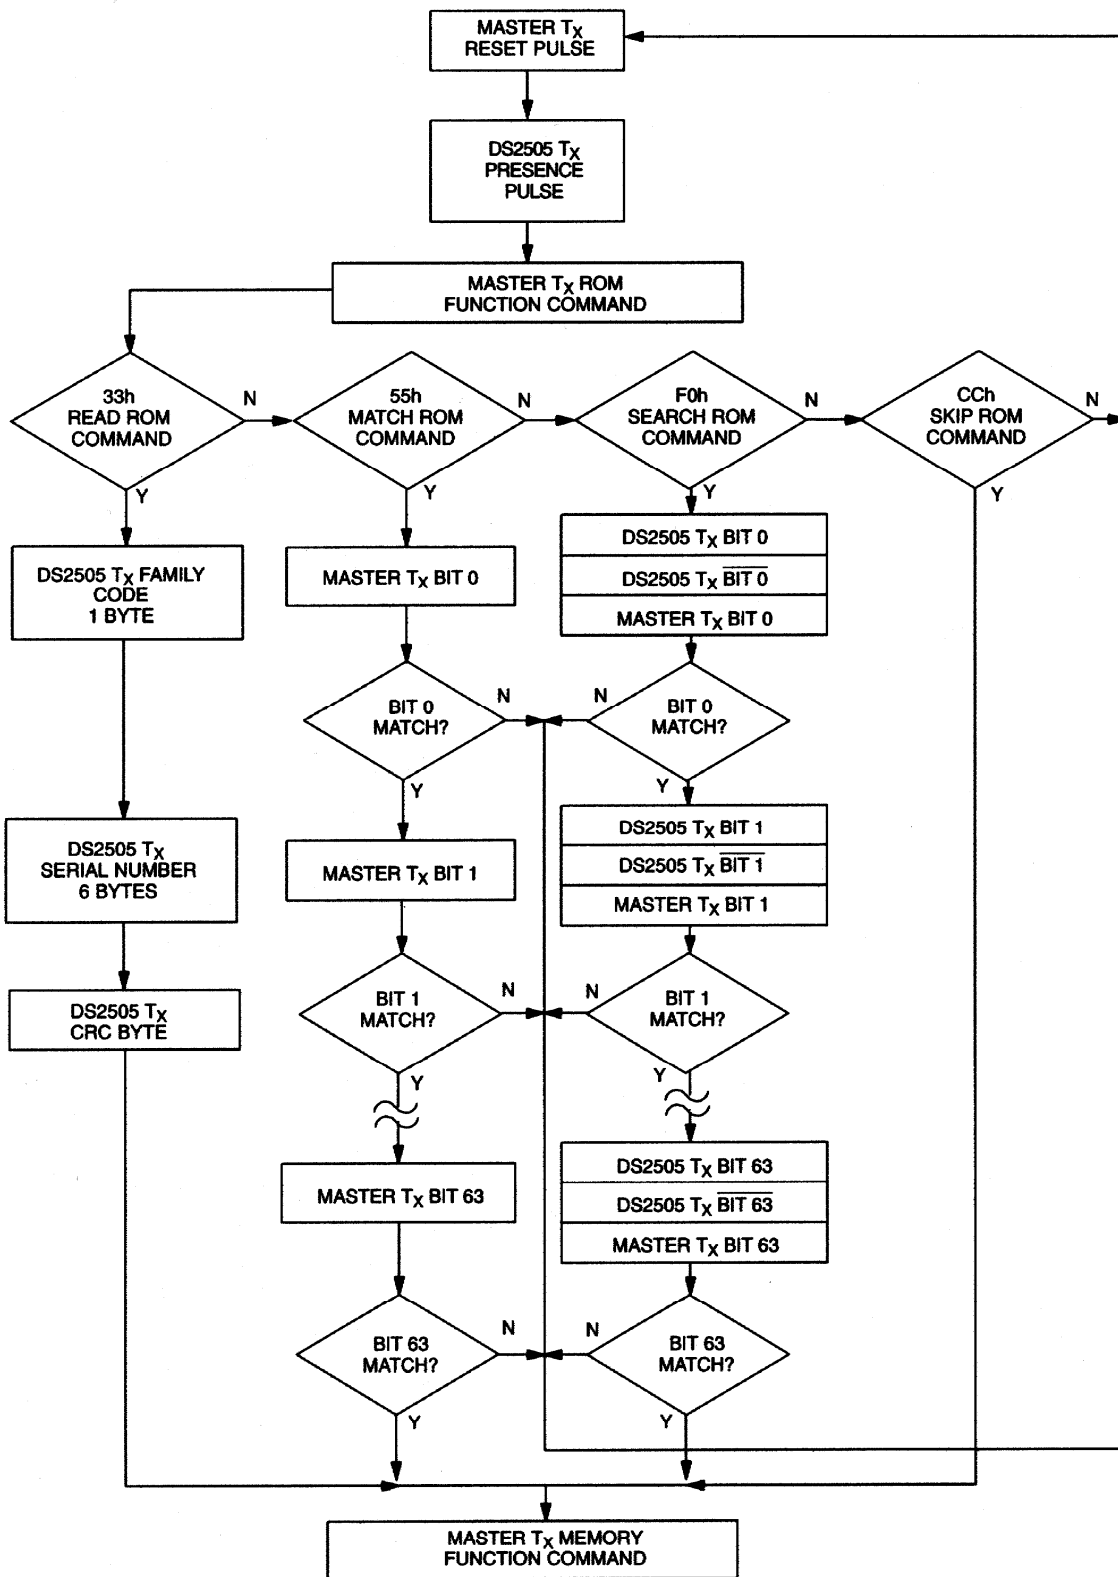 MASTER TX
RESET PULSE
DS2505 TX
PRESENCE
PULSE
MASTER TX ROM
FUNCTION COMMAND
33h
READ ROM
COMMAND
N
Y
55h
MATCH ROM
COMMAND
N
Y
F0h
SEARCH ROM
COMMAND
N
Y
CCh
SKIP ROM
COMMAND
N
Y
DS2505 TX FAMILY
CODE
1 BYTE
DS2505 TX
SERIAL NUMBER
6 BYTES
DS2505 TX
CRC BYTE
MASTER TX BIT 0
BIT 0
MATCH?
N
Y
MASTER TX BIT 1
BIT 1
MATCH?
N
Y
MASTER TX BIT 63
BIT 63
MATCH?
N
Y
DS2505 TX BIT 0
DS2505 TX B̅I̅T̅ ̅0̅
MASTER TX BIT 0
BIT 0
MATCH?
N
Y
DS2505 TX BIT 1
DS2505 TX B̅I̅T̅ ̅1̅
MASTER TX BIT 1
BIT 1
MATCH?
N
Y
DS2505 TX BIT 63
DS2505 TX B̅I̅T̅ ̅6̅3̅
MASTER TX BIT 63
BIT 63
MATCH?
N
Y
MASTER TX MEMORY
FUNCTION COMMAND